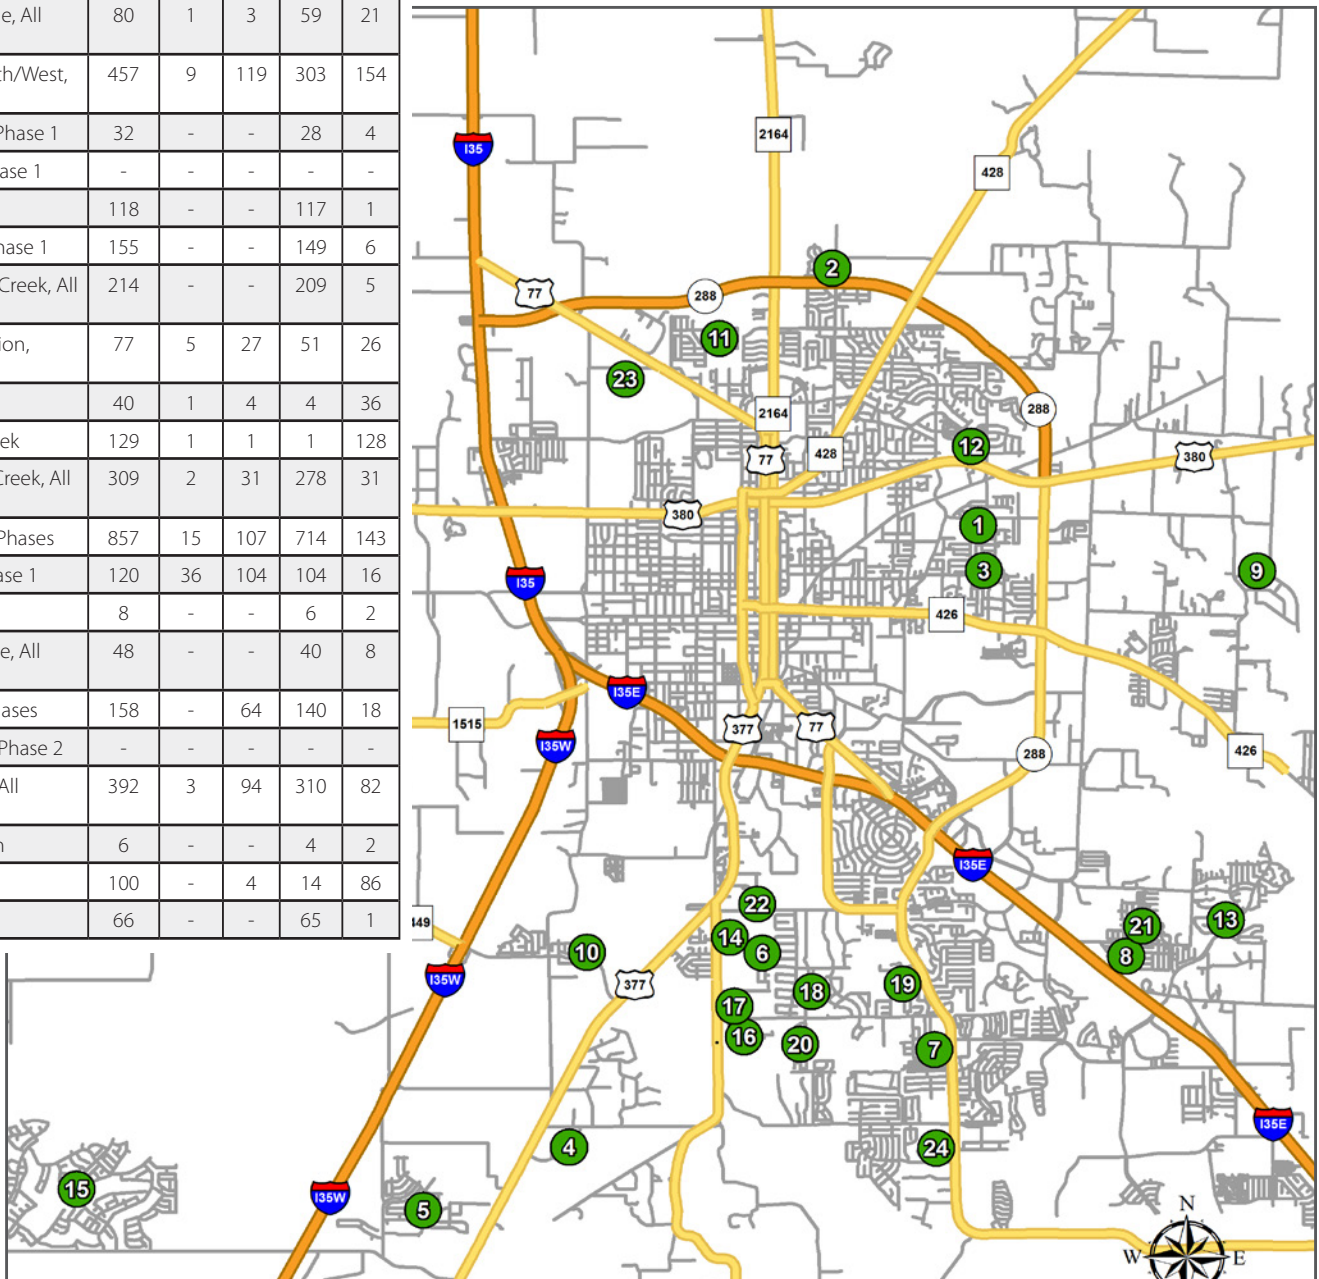 e, All 80 1 3 59 21
th/West, 457 9 119 303 154
Phase 1 32 - - 28 4
ase 1 - - - - -
118 - - 117 1
hase 1 155 - - 149 6
Creek, All 214 - - 209 5
ion, 77 5 27 51 26
40 1 4 4 36
ek 129 1 1 1 128
Creek, All 309 2 31 278 31
Phases 857 15 107 714 143
ase 1 120 36 104 104 16
8 - - 6 2
e, All 48 - - 40 8
ases 158 - 64 140 18
Phase 2 - - - - -
All 392 3 94 310 82
n 6 - - 4 2
100 - 4 14 86
66 - - 65 1
2164
I35
428
2
77
288
11
23
288
2164
12
428
77
380
380
1
3
9
I35
426
I35E
1515
377
77
I35W
426
288
I35E
22
449
13
21
14
6
8
10
I35W
377
18
19
17
16
20
7
I35E
4
24
15
I35W
5
N
W E